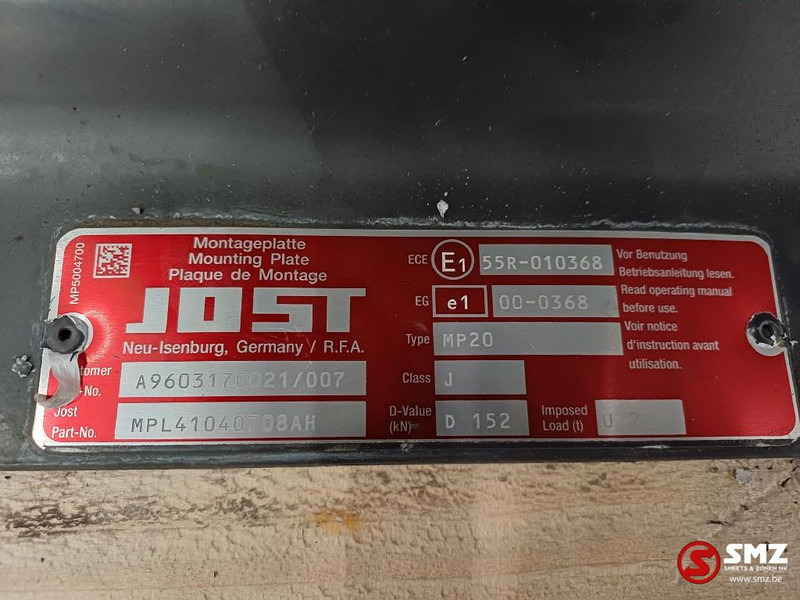 MP5004700
Montageplatte
Mounting Plate
Plaque de Montage
JOST
Neu-Isenburg, Germany / R.F.A.
-No. A9603170021/007
Jost
Part-No. MPL41040708AH
ECE E1 55R-010368
EG e1 00-0368
Type MP20
Class J
D-Value
(kN) D 152
Imposed
Load (t) U
Vor Benutzung
Betriebsanleitung lesen.
Read operating manual
before use.
Voir notice
d'instruction avant
utilisation.
SMZ
SHEETS & ZONEN NV
www.smz.be